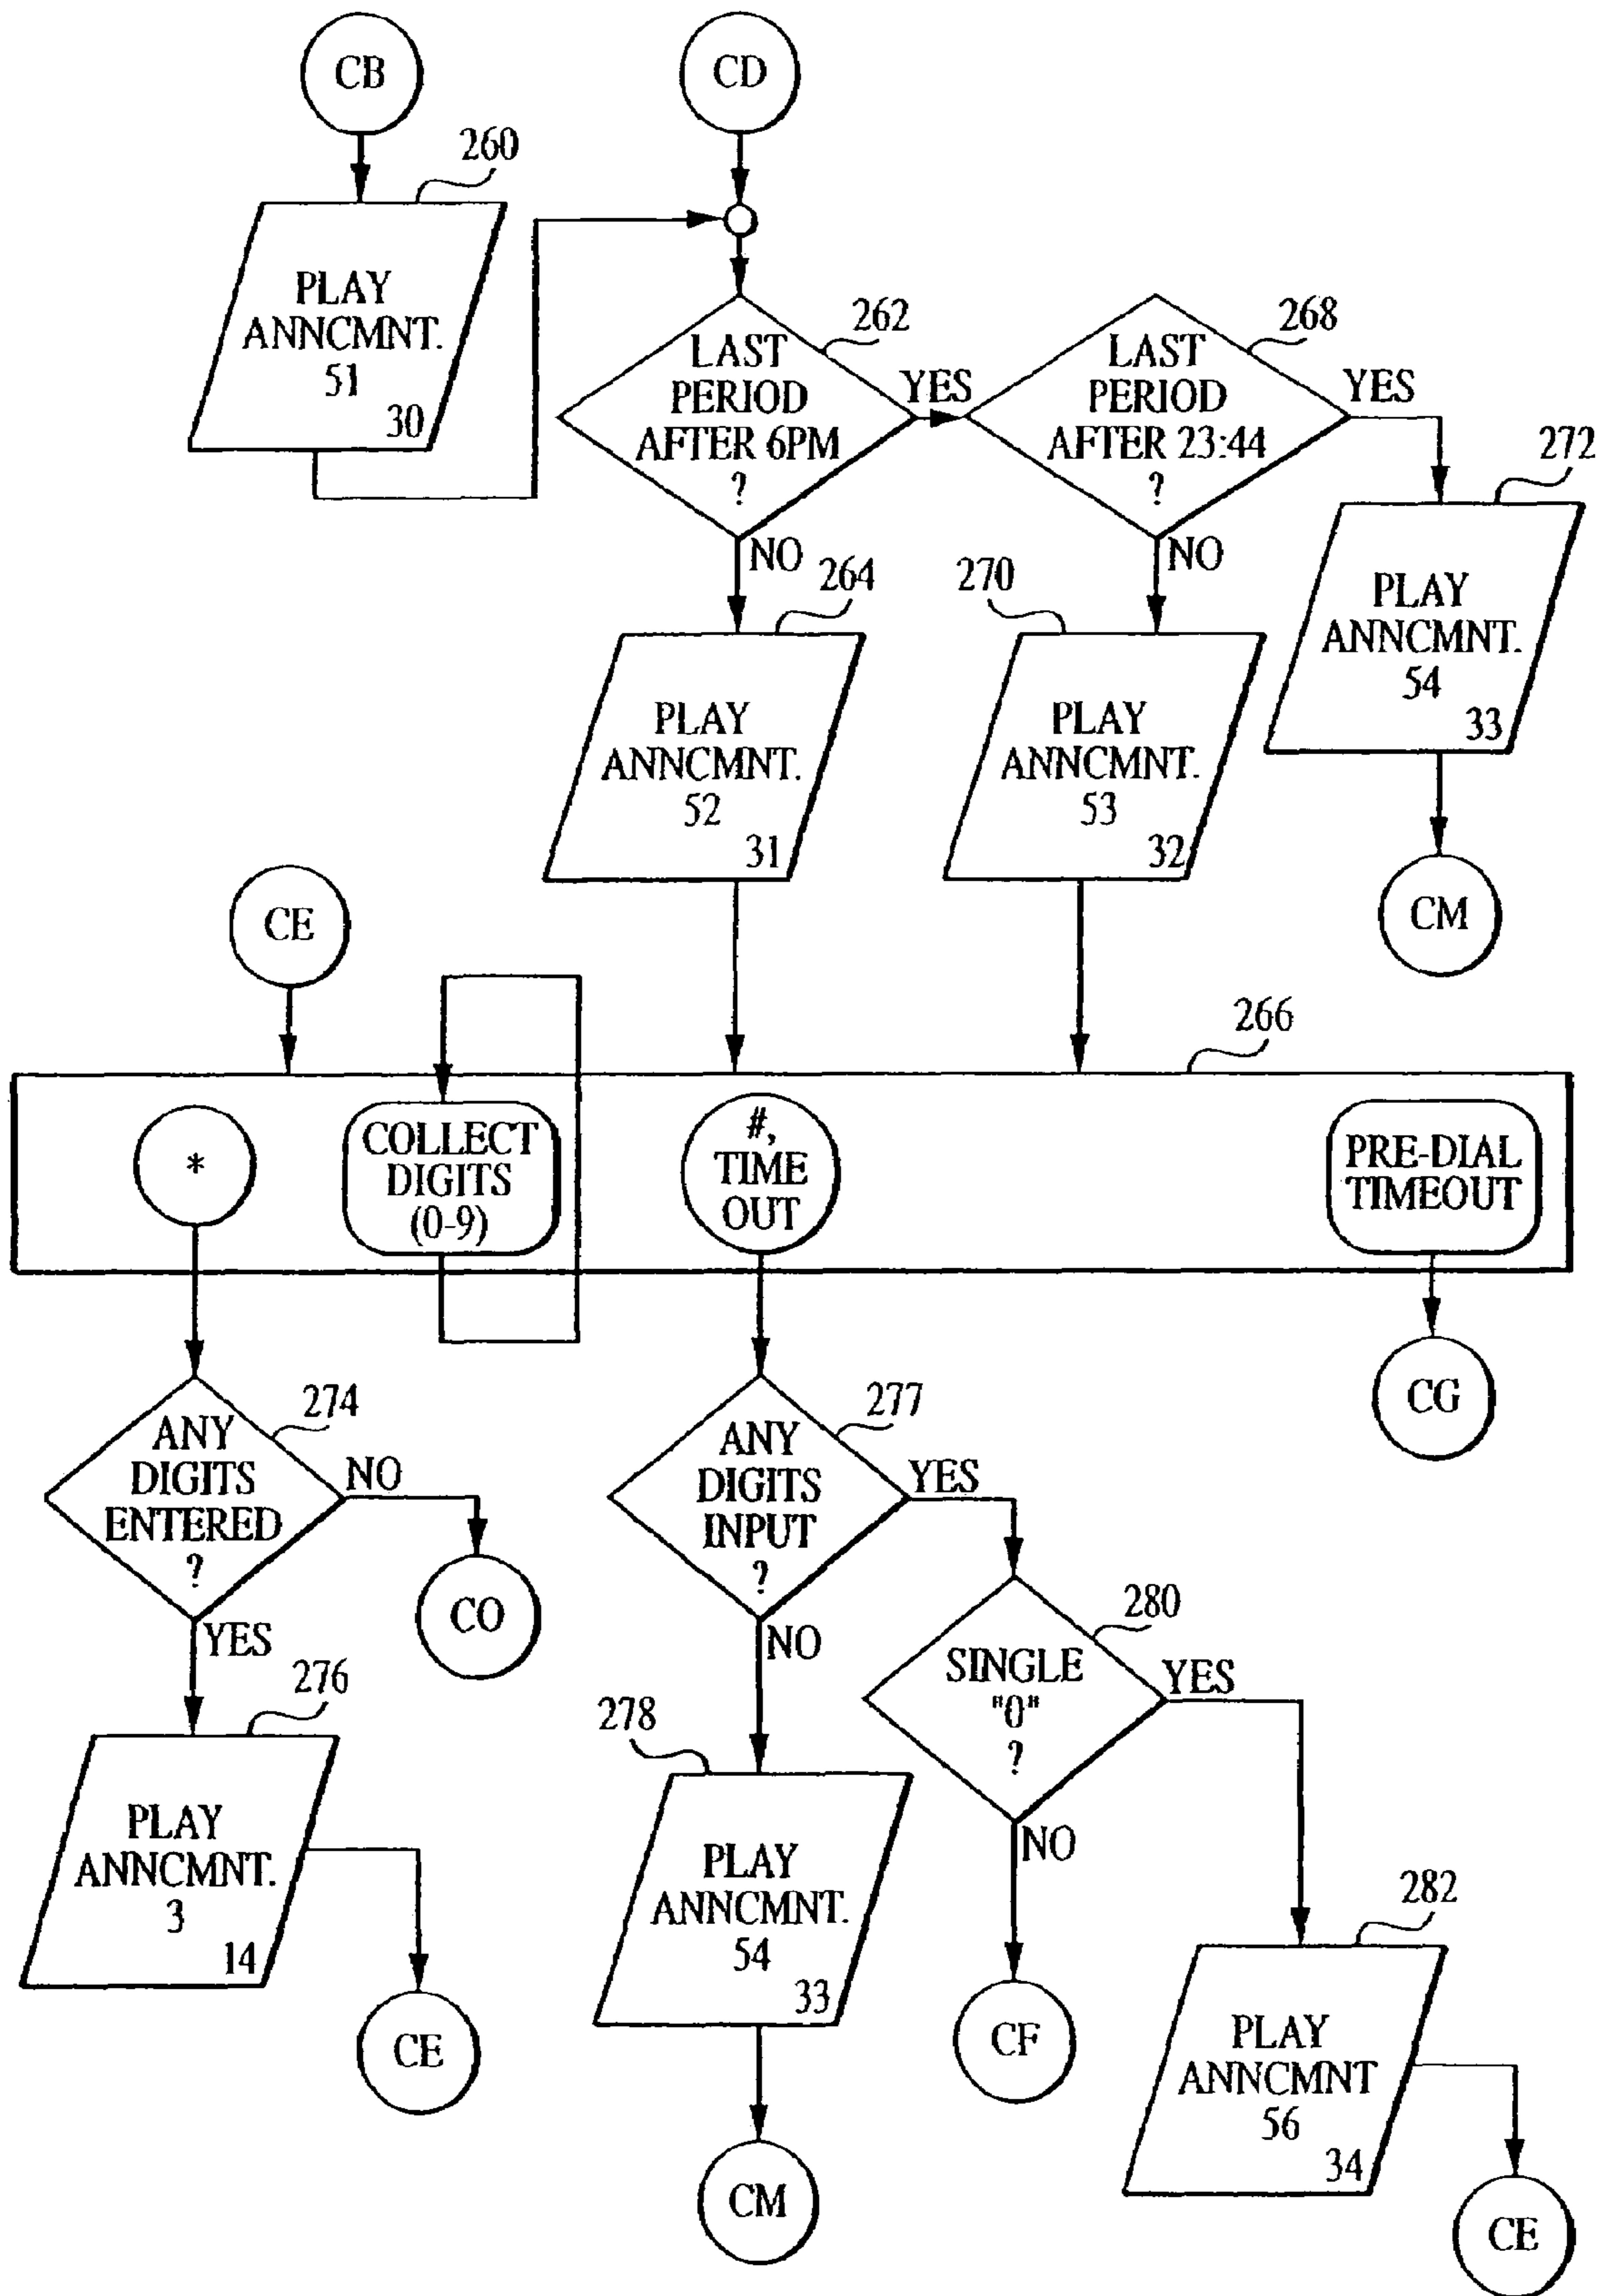 CB
CD
260
PLAY
ANNCMNT.
51
30
262
LAST
PERIOD
AFTER 6PM
?
YES
NO
268
LAST
PERIOD
AFTER 23:44
?
YES
NO
272
PLAY
ANNCMNT.
54
33
CM
264
PLAY
ANNCMNT.
52
31
270
PLAY
ANNCMNT.
53
32
CE
266
*
COLLECT
DIGITS
(0-9)
#,
TIME
OUT
PRE-DIAL
TIMEOUT
CG
274
ANY
DIGITS
ENTERED
?
NO
CO
YES
276
PLAY
ANNCMNT.
3
14
CE
277
ANY
DIGITS
INPUT
?
YES
NO
278
PLAY
ANNCMNT.
54
33
CM
280
SINGLE
"0"
?
YES
NO
CF
282
PLAY
ANNCMNT
56
34
CE